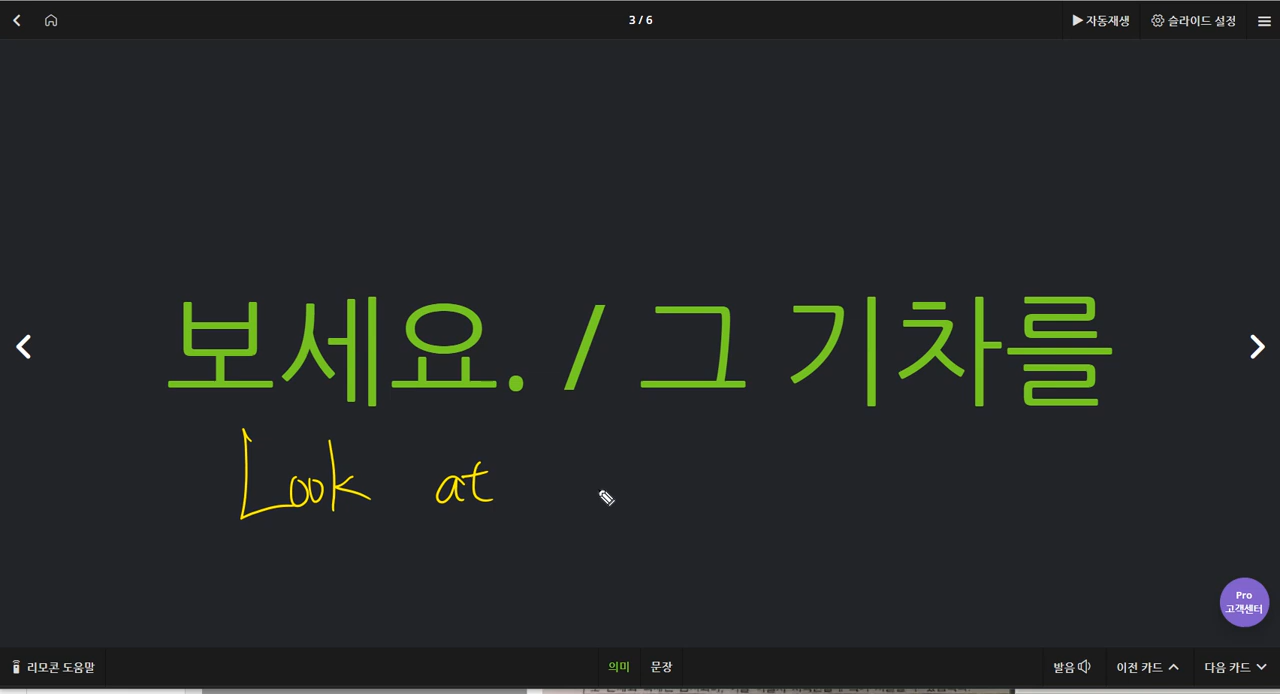 3 / 6
자동재생
슬라이드 설정
보세요. / 그 기차를
Look at
Pro
고객센터
리모콘 도움말
의미
문장
발음
이전 카드
다음 카드